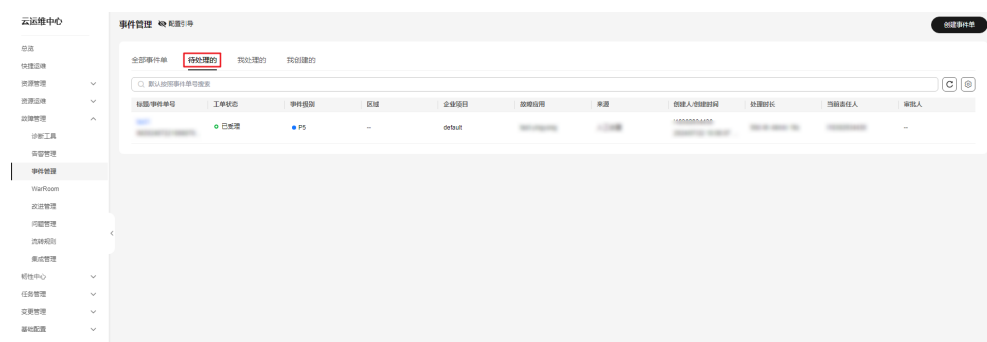 云运维中心
事件管理 配置引导
创建事件单
总览
快捷运维
资源管理
资源运维
故障管理
诊断工具
告警管理
事件管理
WarRoom
改进管理
问题管理
流转规则
集成管理
韧性中心
任务管理
变更管理
基础配置
全部事件单 待处理的 我处理的 我创建的
默认按照事件单号搜索
标题/事件单号 工单状态 事件级别 区域 企业项目 故障应用 来源 创建人/创建时间 处理时长 当前责任人 审批人
已受理 P5 -- default --